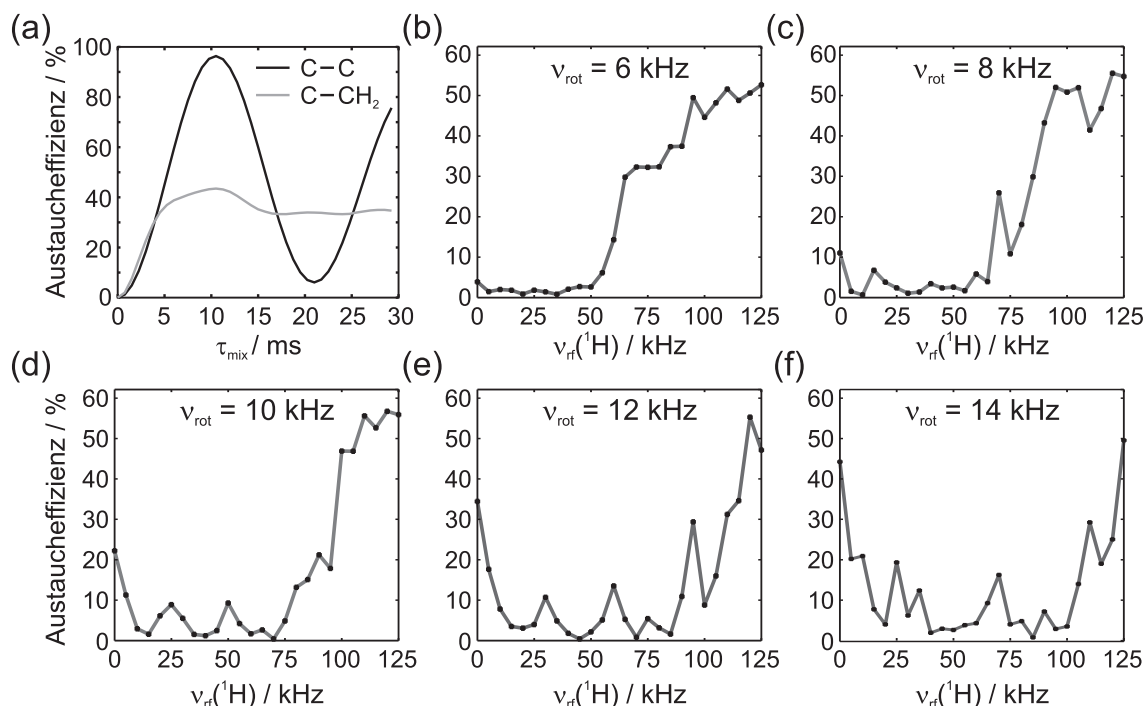 (a)
Austaucheffizienz / %
100
80
60
40
20
0
C–C
C–CH₂
0 5 10 15 20 25 30
τmix / ms
(b)
60
50
40
30
20
10
0
νrot = 6 kHz
0 25 50 75 100 125
νrf(¹H) / kHz
(c)
60
50
40
30
20
10
0
νrot = 8 kHz
0 25 50 75 100 125
νrf(¹H) / kHz
(d)
Austaucheffizienz / %
60
50
40
30
20
10
0
νrot = 10 kHz
0 25 50 75 100 125
νrf(¹H) / kHz
(e)
60
50
40
30
20
10
0
νrot = 12 kHz
0 25 50 75 100 125
νrf(¹H) / kHz
(f)
60
50
40
30
20
10
0
νrot = 14 kHz
0 25 50 75 100 125
νrf(¹H) / kHz